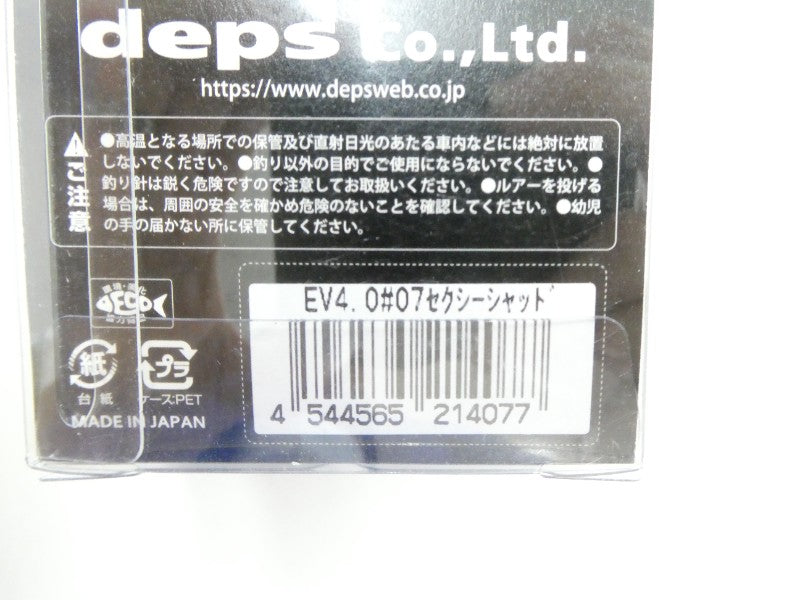 deps Co.,Ltd.
https://www.depsweb.co.jp
⚠ご注意
●高温となる場所での保管及び直射日光のあたる車内などには絶対に放置
しないでください。●釣り以外の目的でご使用にならないでください。●
釣り針は鋭く危険ですので注意してお取扱いください。●ルアーを投げる
場合は、周囲の安全を確かめ危険のないことを確認してください。●幼児
の手の届かない所に保管してください。
ECO
EV4.0#07セクシーシャッド
4 544565 214077
紙
台紙
プラ
ケース:PET
MADE IN JAPAN